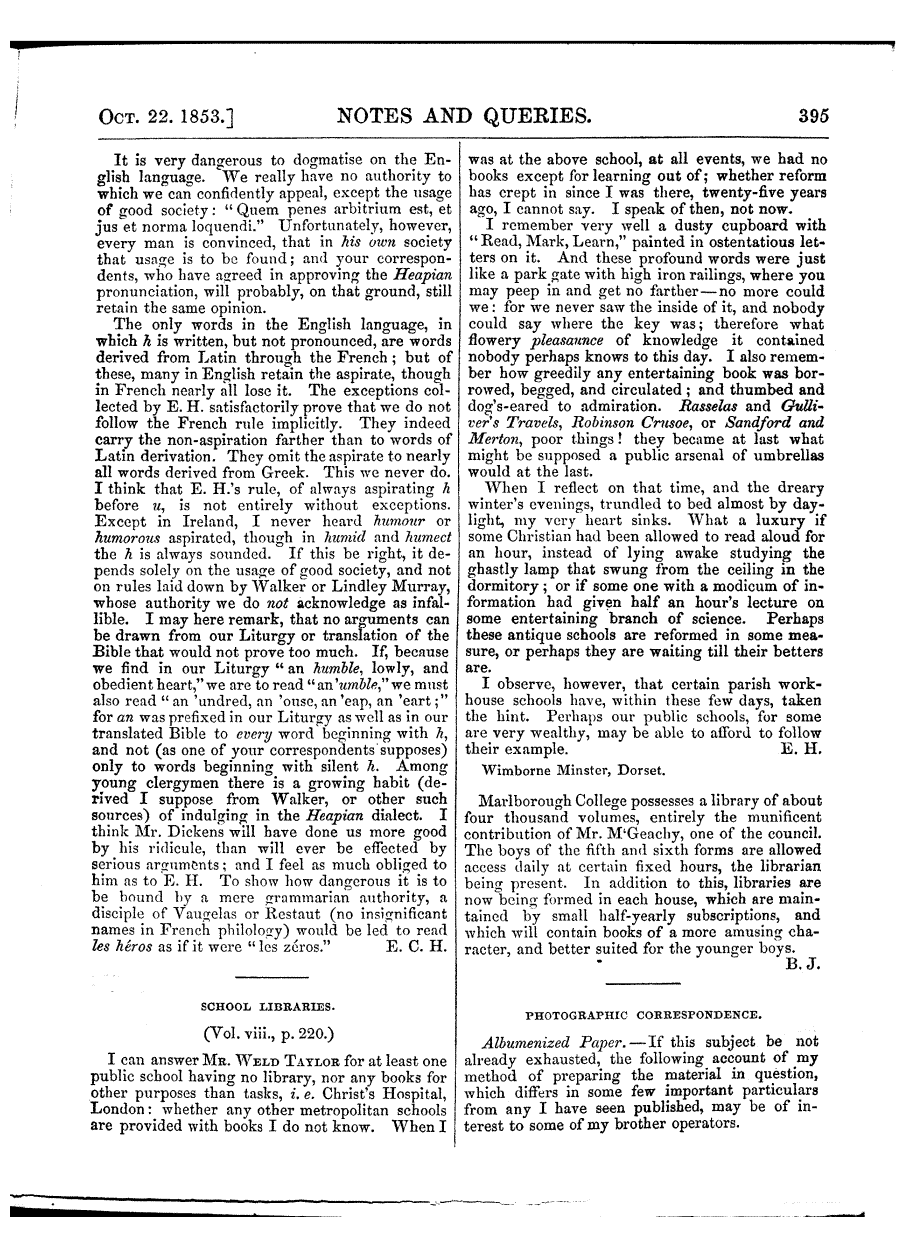 OCT. 22. 1853.] NOTES AND QUERIES. 395
It is very dangerous to dogmatise on the En-
glish language. We really have no authority to
which we can confidently appeal, except the usage
of good society: "Quem penes arbitrium est, et
jus et norma loquendi." Unfortunately, however,
every man is convinced, that in his own society
that usage is to be found; and your correspon-
dents, who have agreed in approving the Heapian
pronunciation, will probably, on that ground, still
retain the same opinion.
The only words in the English language, in
which h is written, but not pronounced, are words
derived from Latin through the French; but of
these, many in English retain the aspirate, though
in French nearly all lose it. The exceptions col-
lected by E. H. satisfactorily prove that we do not
follow the French rule implicitly. They indeed
carry the non-aspiration farther than to words of
Latin derivation. They omit the aspirate to nearly
all words derived from Greek. This we never do.
I think that E. H.'s rule, of always aspirating h
before u, is not entirely without exceptions.
Except in Ireland, I never heard humour or
humorous aspirated, though in humid and humect
the h is always sounded. If this be right, it de-
pends solely on the usage of good society, and not
on rules laid down by Walker or Lindley Murray,
whose authority we do not acknowledge as infal-
lible. I may here remark, that no arguments can
be drawn from our Liturgy or translation of the
Bible that would not prove too much. If, because
we find in our Liturgy "an humble, lowly, and
obedient heart," we are to read "an 'umble," we must
also read "an 'undred, an 'ouse, an 'eap, an 'eart;"
for an was prefixed in our Liturgy as well as in our
translated Bible to every word beginning with h,
and not (as one of your correspondents supposes)
only to words beginning with silent h. Among
young clergymen there is a growing habit (de-
rived I suppose from Walker, or other such
sources) of indulging in the Heapian dialect. I
think Mr. Dickens will have done us more good
by his ridicule, than will ever be effected by
serious arguments; and I feel as much obliged to
him as to E. H. To show how dangerous it is to
be bound by a mere grammarian authority, a
disciple of Vaugelas or Restaut (no insignificant
names in French philology) would be led to read
les héros as if it were "les zéros." E. C. H.
SCHOOL LIBRARIES.
(Vol. viii., p. 220.)
I can answer MR. WELD TAYLOR for at least one
public school having no library, nor any books for
other purposes than tasks, i. e. Christ's Hospital,
London: whether any other metropolitan schools
are provided with books I do not know. When I
was at the above school, at all events, we had no
books except for learning out of; whether reform
has crept in since I was there, twenty-five years
ago, I cannot say. I speak of then, not now.
I remember very well a dusty cupboard with
"Read, Mark, Learn," painted in ostentatious let-
ters on it. And these profound words were just
like a park gate with high iron railings, where you
may peep in and get no farther—no more could
we: for we never saw the inside of it, and nobody
could say where the key was; therefore what
flowery pleasaunce of knowledge it contained
nobody perhaps knows to this day. I also remem-
ber how greedily any entertaining book was bor-
rowed, begged, and circulated; and thumbed and
dog's-eared to admiration. Rasselas and Gulli-
ver's Travels, Robinson Crusoe, or Sandford and
Merton, poor things! they became at last what
might be supposed a public arsenal of umbrellas
would at the last.
When I reflect on that time, and the dreary
winter's evenings, trundled to bed almost by day-
light, my very heart sinks. What a luxury if
some Christian had been allowed to read aloud for
an hour, instead of lying awake studying the
ghastly lamp that swung from the ceiling in the
dormitory; or if some one with a modicum of in-
formation had given half an hour's lecture on
some entertaining branch of science. Perhaps
these antique schools are reformed in some mea-
sure, or perhaps they are waiting till their betters
are.
I observe, however, that certain parish work-
house schools have, within these few days, taken
the hint. Perhaps our public schools, for some
are very wealthy, may be able to afford to follow
their example. E. H.
Wimborne Minster, Dorset.
Marlborough College possesses a library of about
four thousand volumes, entirely the munificent
contribution of Mr. M'Geachy, one of the council.
The boys of the fifth and sixth forms are allowed
access daily at certain fixed hours, the librarian
being present. In addition to this, libraries are
now being formed in each house, which are main-
tained by small half-yearly subscriptions, and
which will contain books of a more amusing cha-
racter, and better suited for the younger boys.
B. J.
PHOTOGRAPHIC CORRESPONDENCE.
Albumenized Paper.—If this subject be not
already exhausted, the following account of my
method of preparing the material in question,
which differs in some few important particulars
from any I have seen published, may be of in-
terest to some of my brother operators.